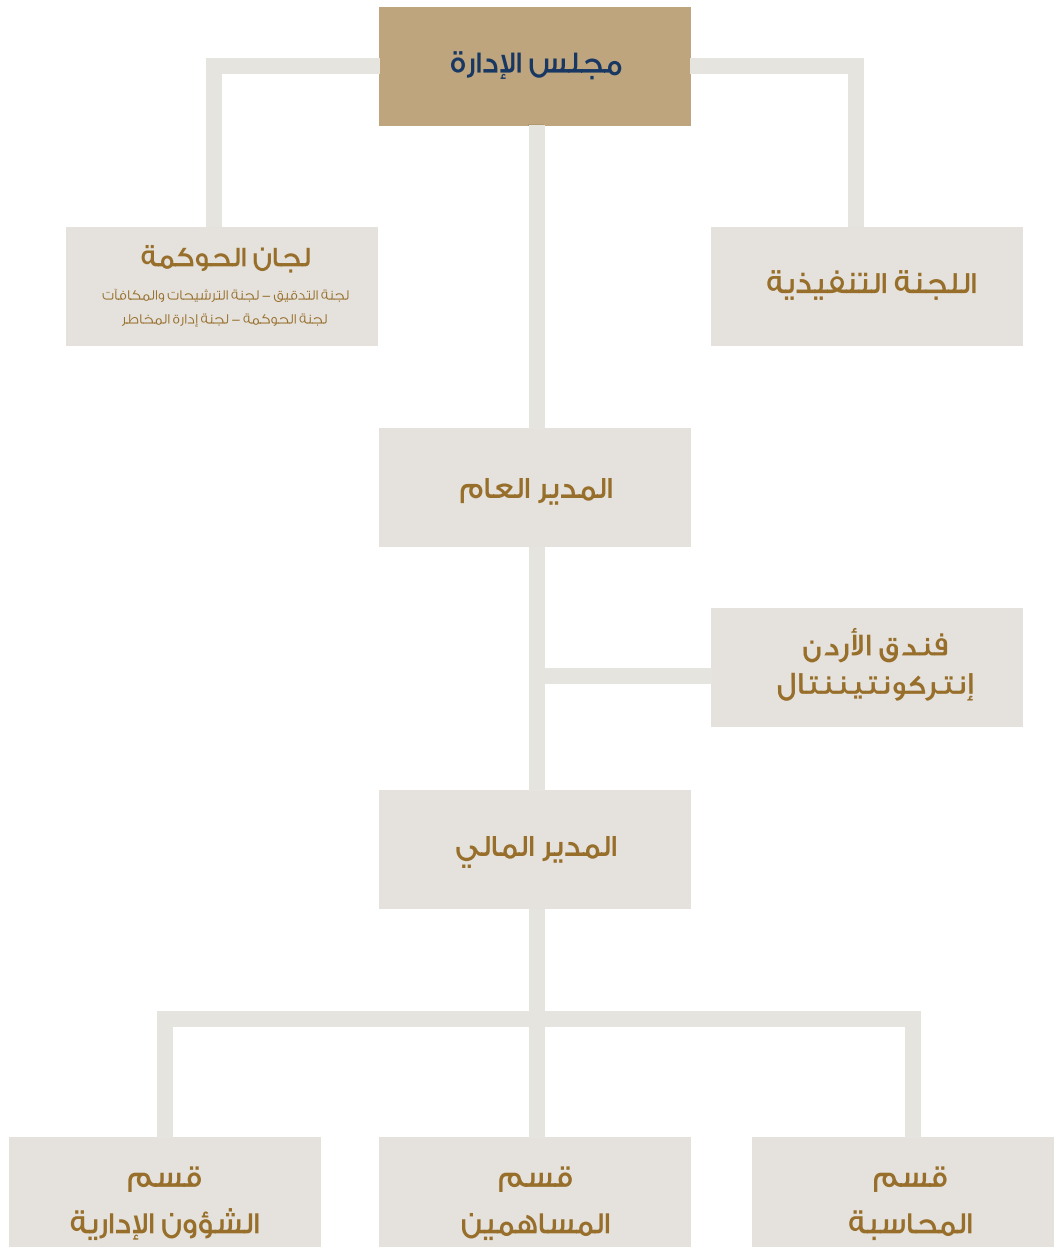 مجلس الإدارة
اللجنة التنفيذية
لجان الحوكمة
لجنة التدقيق – لجنة الترشيحات والمكافآت
لجنة الحوكمة – لجنة إدارة المخاطر
المدير العام
فندق الأردن
إنتركونتيننتال
المدير المالي
قسم
المحاسبة
قسم
المساهمين
قسم
الشؤون الإدارية